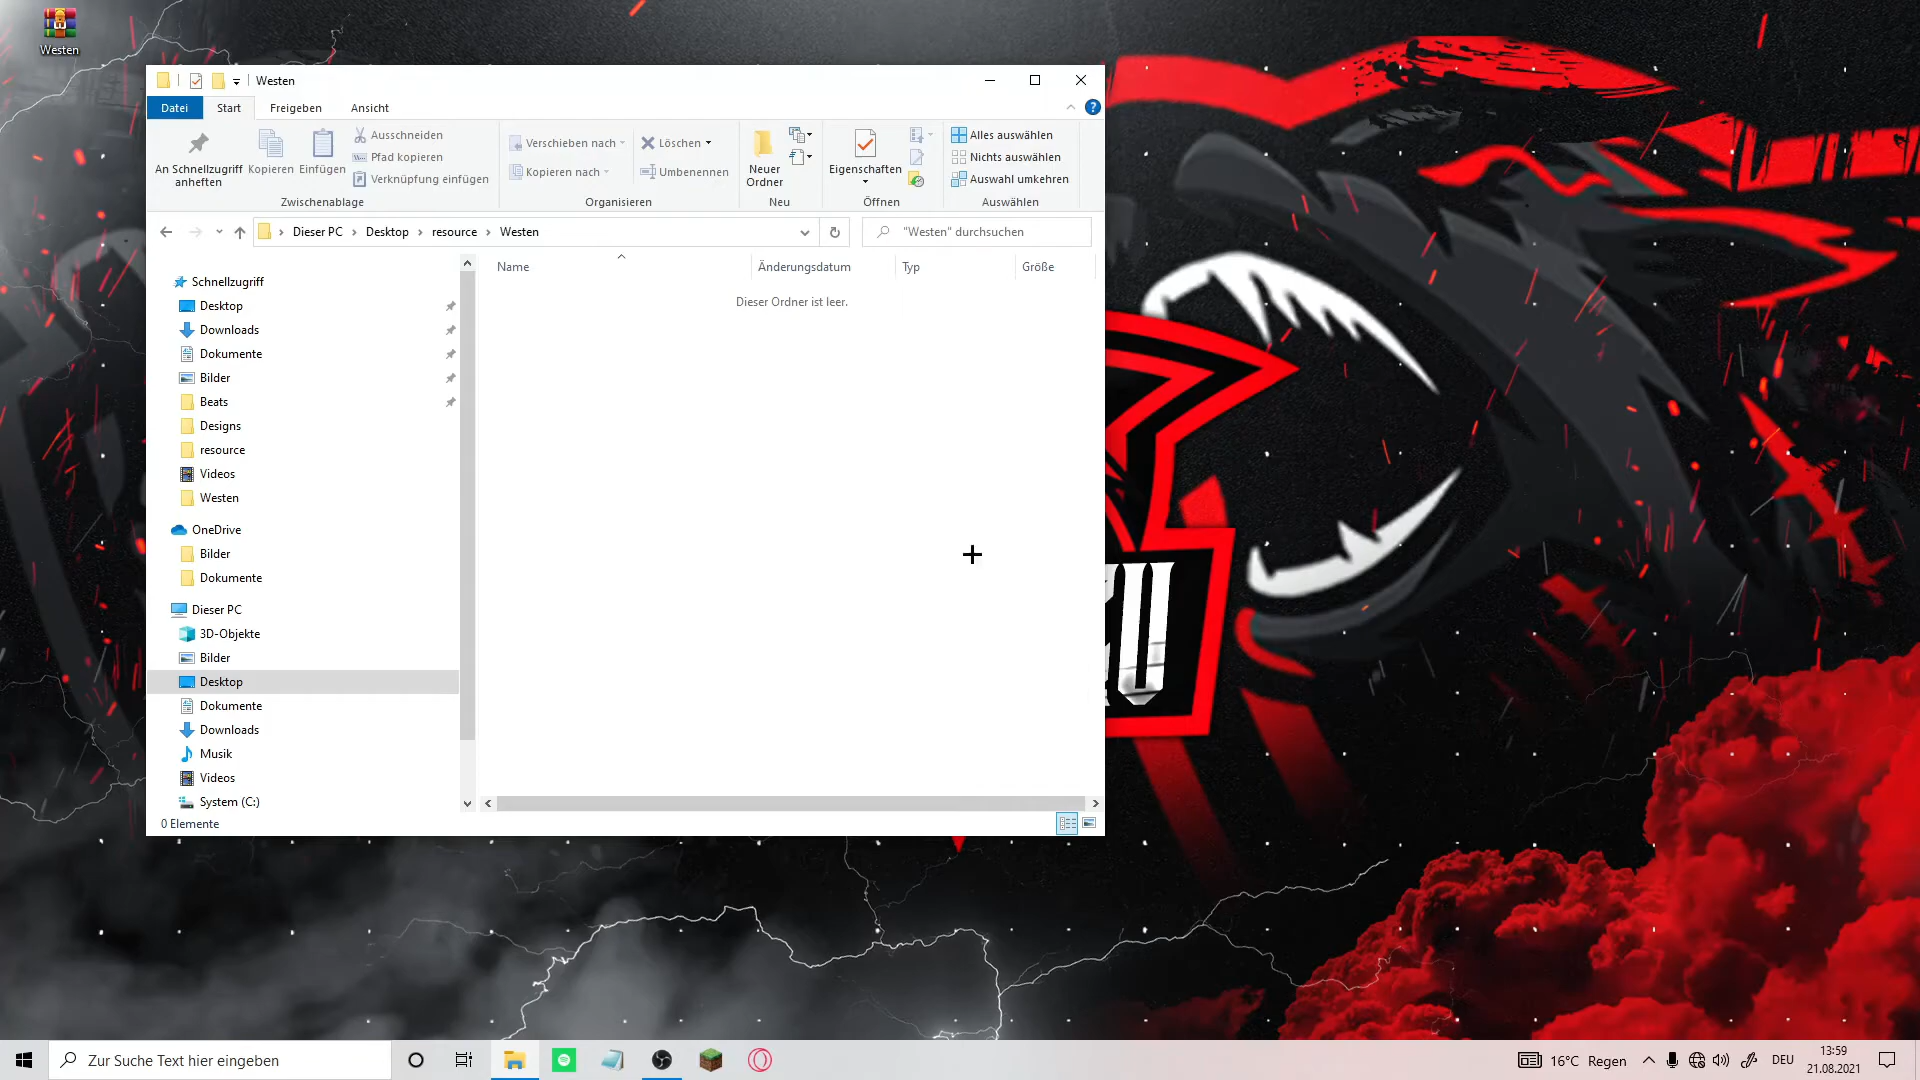 Westen
Westen
Datei Start Freigeben Ansicht
An Schnellzugriff anheften
Kopieren
Einfügen
Ausschneiden
Pfad kopieren
Verknüpfung einfügen
Zwischenablage
Verschieben nach
Kopieren nach
Löschen
Umbenennen
Organisieren
Neuer Ordner
Neu
Eigenschaften
Öffnen
Alles auswählen
Nichts auswählen
Auswahl umkehren
Auswählen
Dieser PC > Desktop > resource > Westen
"Westen" durchsuchen
Name Änderungsdatum Typ Größe
Dieser Ordner ist leer.
Schnellzugriff
Desktop
Downloads
Dokumente
Bilder
Beats
Designs
resource
Videos
Westen
OneDrive
Bilder
Dokumente
Dieser PC
3D-Objekte
Bilder
Desktop
Dokumente
Downloads
Musik
Videos
System (C:)
0 Elemente
Zur Suche Text hier eingeben
16°C Regen
DEU
13:59
21.08.2021